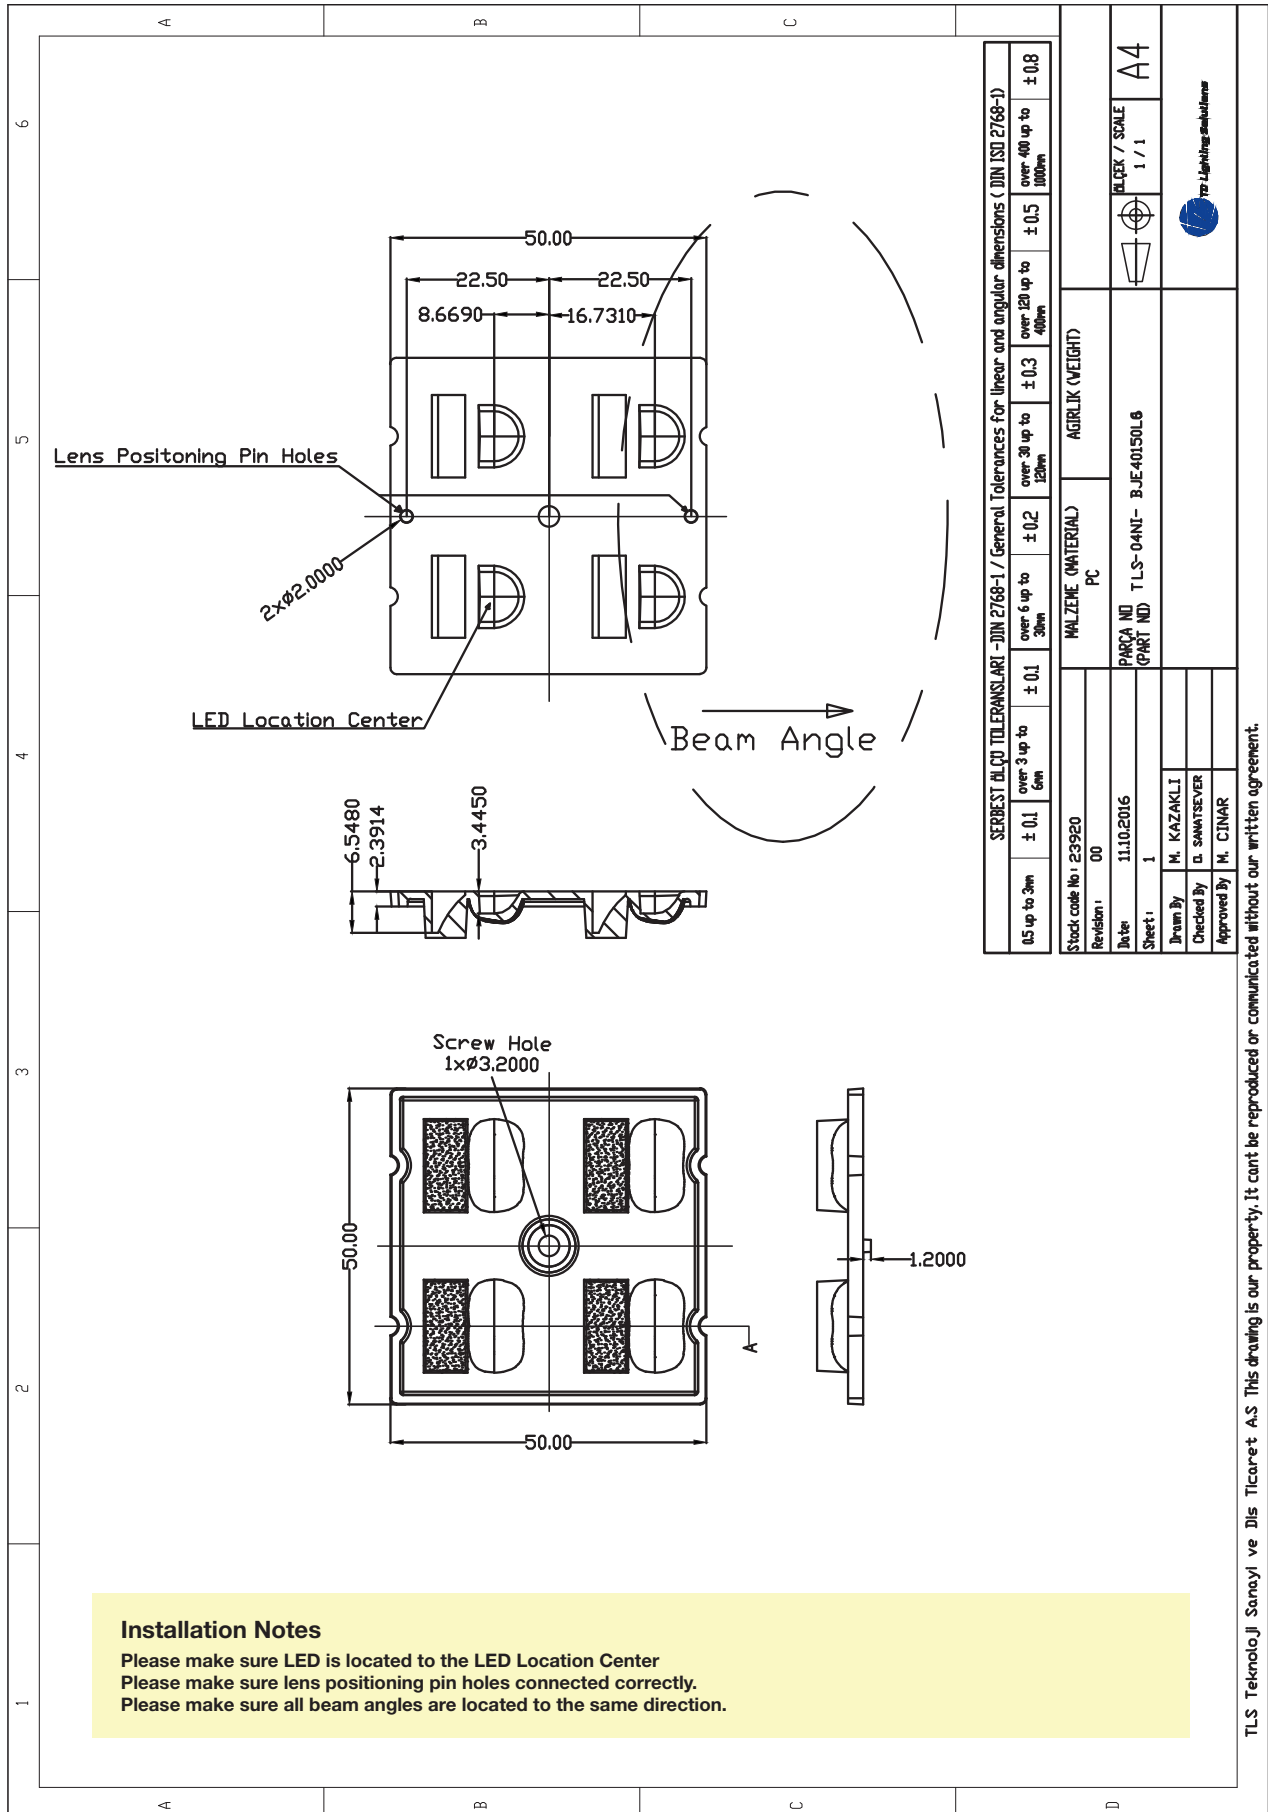 A
B
C
6
5
4
3
2
1
50.00
22.50
22.50
8.6690
16.7310
Lens Positoning Pin Holes
2xø2.0000
LED Location Center
Beam Angle
6.5480
2.3914
3.4450
Screw Hole
1xø3.2000
50.00
50.00
A
1.2000
SERBEST ÖLÇÜ TOLERANSLARI -DIN 2768-1 / General Tolerances for linear and angular dimensions ( DIN ISO 2768-1)
0.5 up to 3mm
± 0.1
over 3 up to
6mm
± 0.1
over 6 up to
30mm
± 0.2
over 30 up to
120mm
± 0.3
over 120 up to
400mm
± 0.5
over 400 up to
1000mm
± 0.8
Stock code No: 23920
Revision: 00
Date: 11.10.2016
Sheet: 1
Drawn By M. KAZAKLI
Checked By D. SANATSEVER
Approved By M. CINAR
MALZEME (MATERIAL)
PC
AGIRLIK (WEIGHT)
PARÇA NO
(PART NO) TLS-04NI- BJE40150L6
ÖLÇEK / SCALE
1 / 1
A4
Lighting Solutions
TLS Teknoloji Sanayi ve Dis Ticaret A.S This drawing is our property. It cant be reproduced or communicated without our written agreement.
Installation Notes
Please make sure LED is located to the LED Location Center
Please make sure lens positioning pin holes connected correctly.
Please make sure all beam angles are located to the same direction.
A
B
C
D